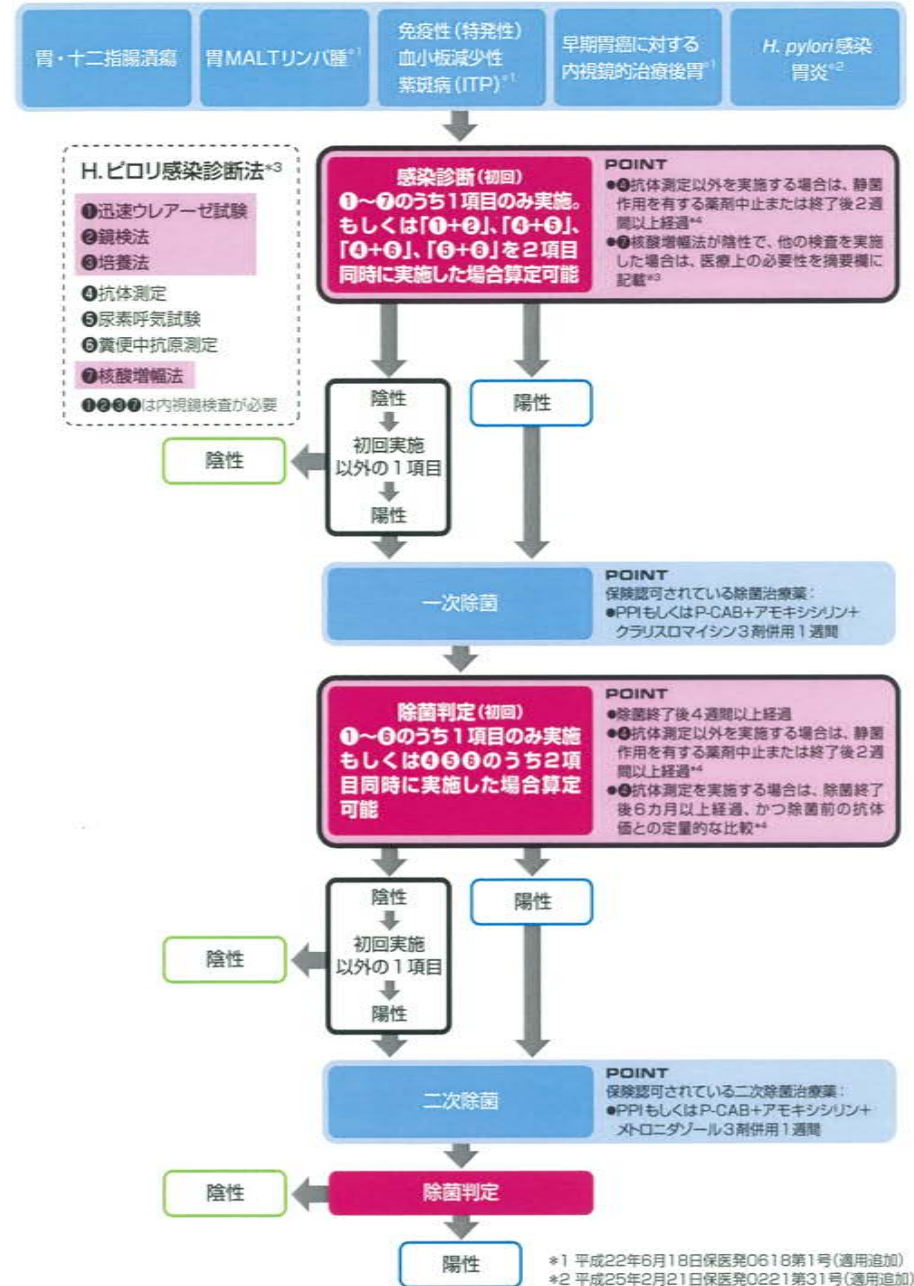 胃・十二指腸潰瘍
胃MALTリンパ腫*1
免疫性(特発性)
血小板減少性
紫斑病(ITP)*1
早期胃癌に対する
内視鏡的治療後胃*1
H. pylori感染
胃炎*2
H.ピロリ感染診断法*3
❶迅速ウレアーゼ試験
❷鏡検法
❸培養法
❹抗体測定
❺尿素呼気試験
❻糞便中抗原測定
❼核酸増幅法
❶❷❸❼は内視鏡検査が必要
感染診断(初回)
❶~❼のうち1項目のみ実施。
もしくは「❶+❷」、「❹+❺」、
「❹+❻」、「❺+❻」を2項目
同時に実施した場合算定可能
POINT
●❹抗体測定以外を実施する場合は、静菌
作用を有する薬剤中止または終了後2週
間以上経過*4
●❼核酸増幅法が陰性で、他の検査を実施
した場合は、医療上の必要性を摘要欄に
記載*3
陰性
初回実施
以外の1項目
陽性
陽性
陰性
一次除菌
POINT
保険認可されている除菌治療薬:
●PPIもしくはP-CAB+アモキシシリン+
クラリスロマイシン3剤併用1週間
除菌判定(初回)
❶~❻のうち1項目のみ実施
もしくは❹❺❻のうち2項
目同時に実施した場合算定
可能
POINT
●除菌終了後4週間以上経過
●❹抗体測定以外を実施する場合は、静菌
作用を有する薬剤中止または終了後2週
間以上経過*4
●❹抗体測定を実施する場合は、除菌終了
後6カ月以上経過、かつ除菌前の抗体
価との定量的な比較*4
陰性
初回実施
以外の1項目
陽性
陽性
陰性
二次除菌
POINT
保険認可されている二次除菌治療薬:
●PPIもしくはP-CAB+アモキシシリン+
メトロニダゾール3剤併用1週間
陰性
除菌判定
陽性
*1 平成22年6月18日保医発0618第1号(適用追加)
*2 平成25年2月21日保医発0221第31号(適用追加)